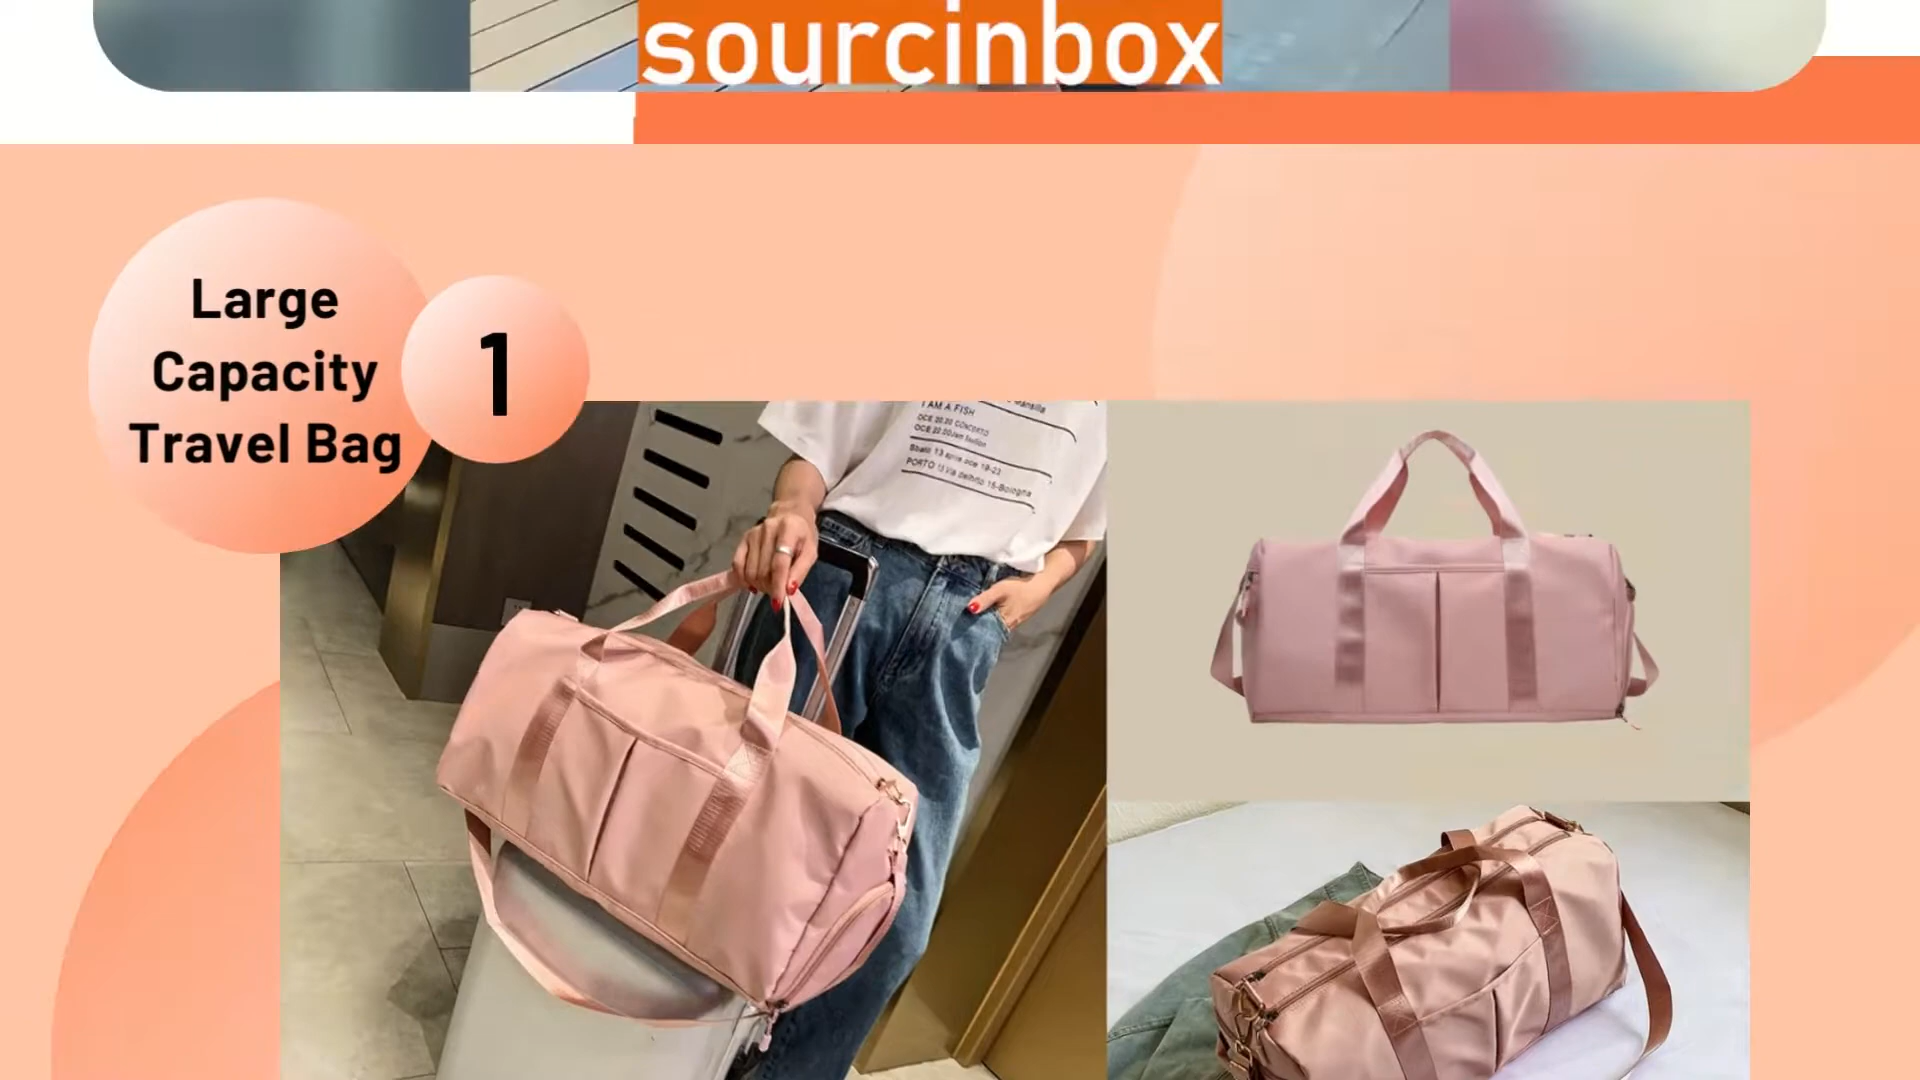 sourcinbox
Large
Capacity
Travel Bag
1
I AM A FISH
PORTO